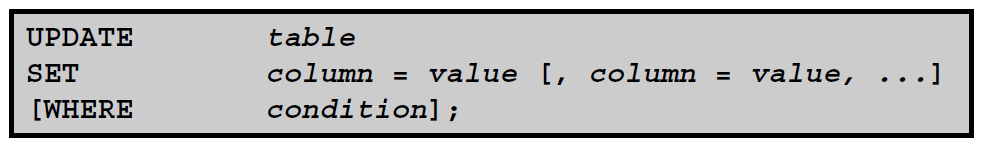 UPDATE table
SET column = value [, column = value, ...]
[WHERE condition];